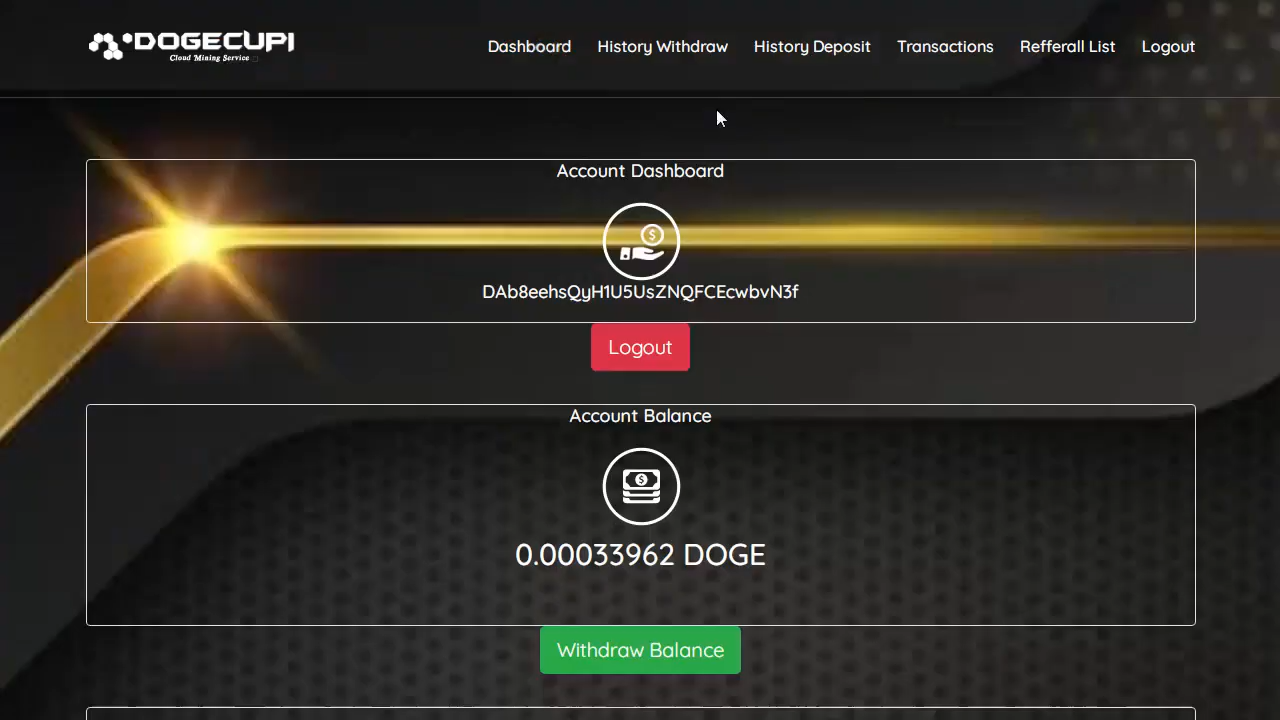 DOGECUPI
Cloud Mining Service
Dashboard
History Withdraw
History Deposit
Transactions
Refferall List
Logout
Account Dashboard
DAb8eehsQyH1U5UsZNQFCEcwbvN3f
Logout
Account Balance
0.00033962 DOGE
Withdraw Balance